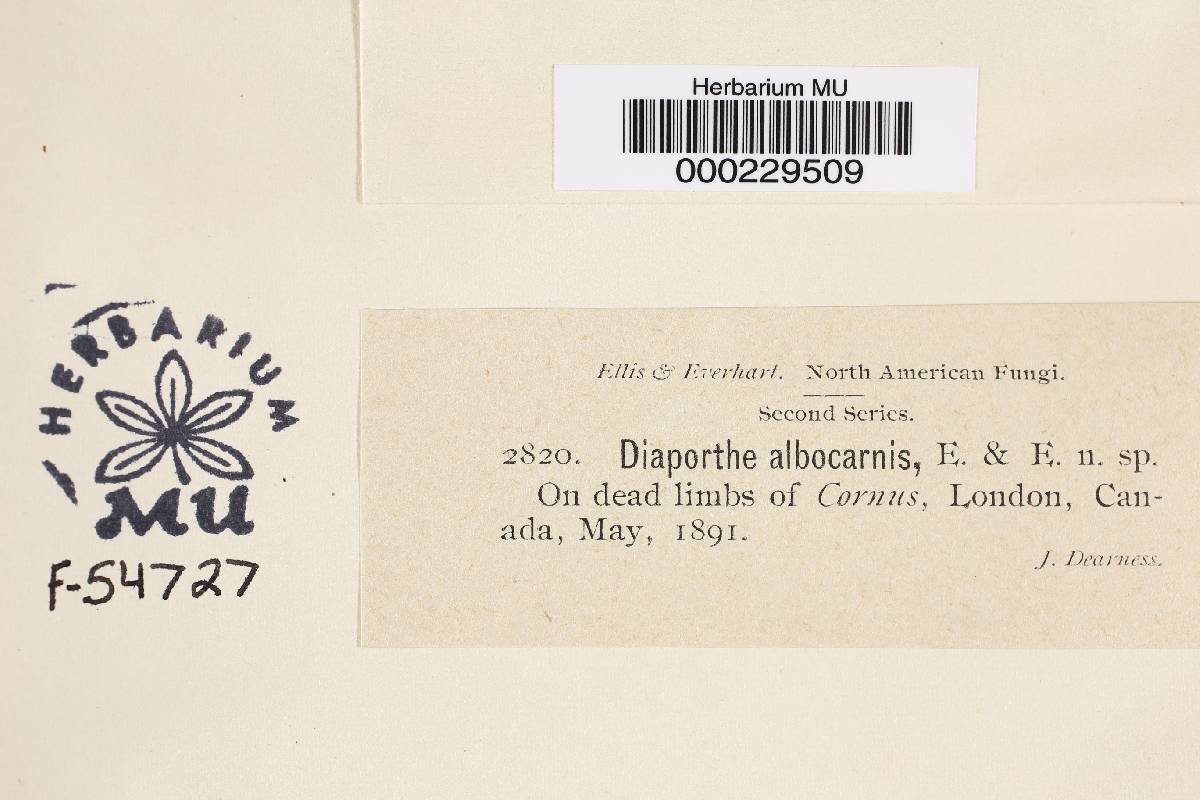 Herbarium MU
000229509
HERBARIUM
MU
F-54727
Ellis & Everhart. North American Fungi.
Second Series.
2820. Diaporthe albocarnis, E. & E. n. sp.
On dead limbs of Cornus, London, Can-
ada, May, 1891.
J. Dearness.